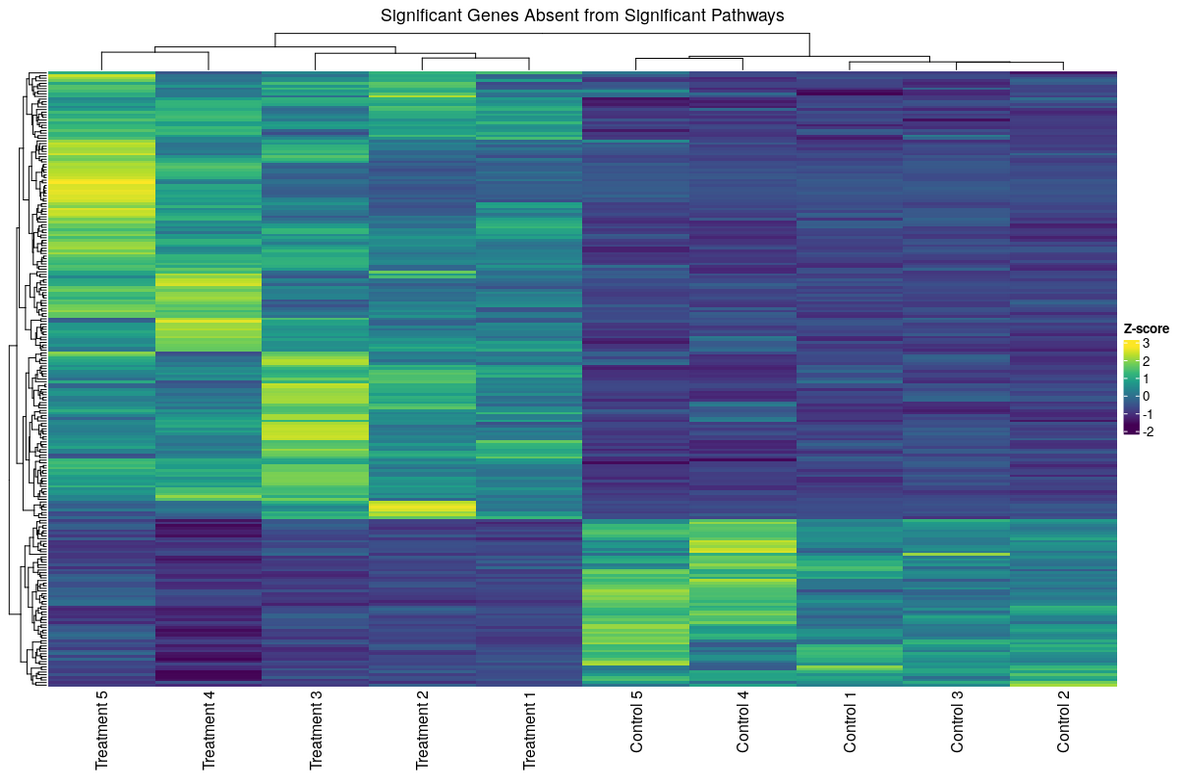 Significant Genes Absent from Significant Pathways
Z-score
3
2
1
0
-1
-2
Treatment 5
Treatment 4
Treatment 3
Treatment 2
Treatment 1
Control 5
Control 4
Control 1
Control 3
Control 2